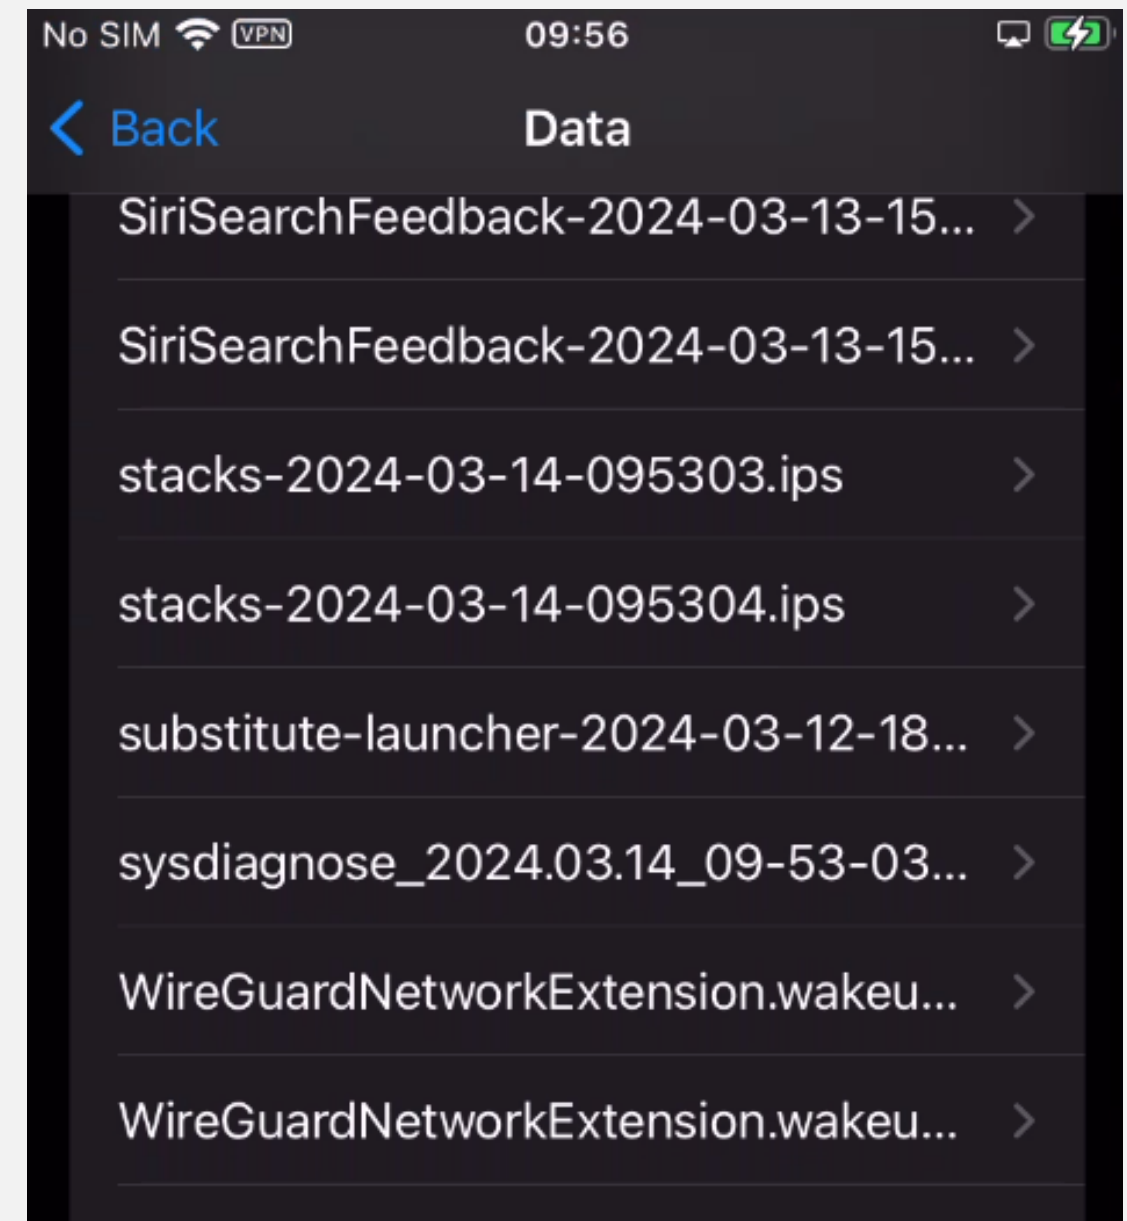 No SIM VPN 09:56
Back Data
SiriSearchFeedback-2024-03-13-15...
SiriSearchFeedback-2024-03-13-15...
stacks-2024-03-14-095303.ips
stacks-2024-03-14-095304.ips
substitute-launcher-2024-03-12-18...
sysdiagnose_2024.03.14_09-53-03...
WireGuardNetworkExtension.wakeu...
WireGuardNetworkExtension.wakeu...